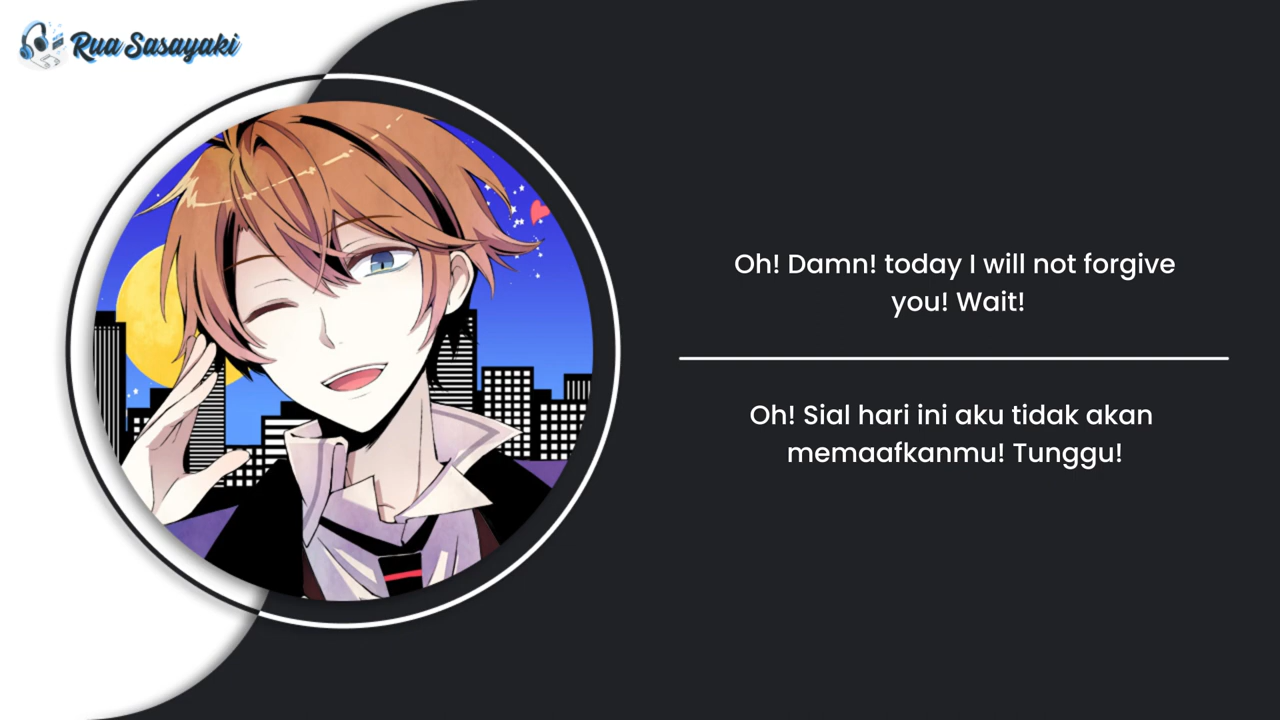 Rua Sasayaki
Oh! Damn! today I will not forgive
you! Wait!
Oh! Sial hari ini aku tidak akan
memaafkanmu! Tunggu!